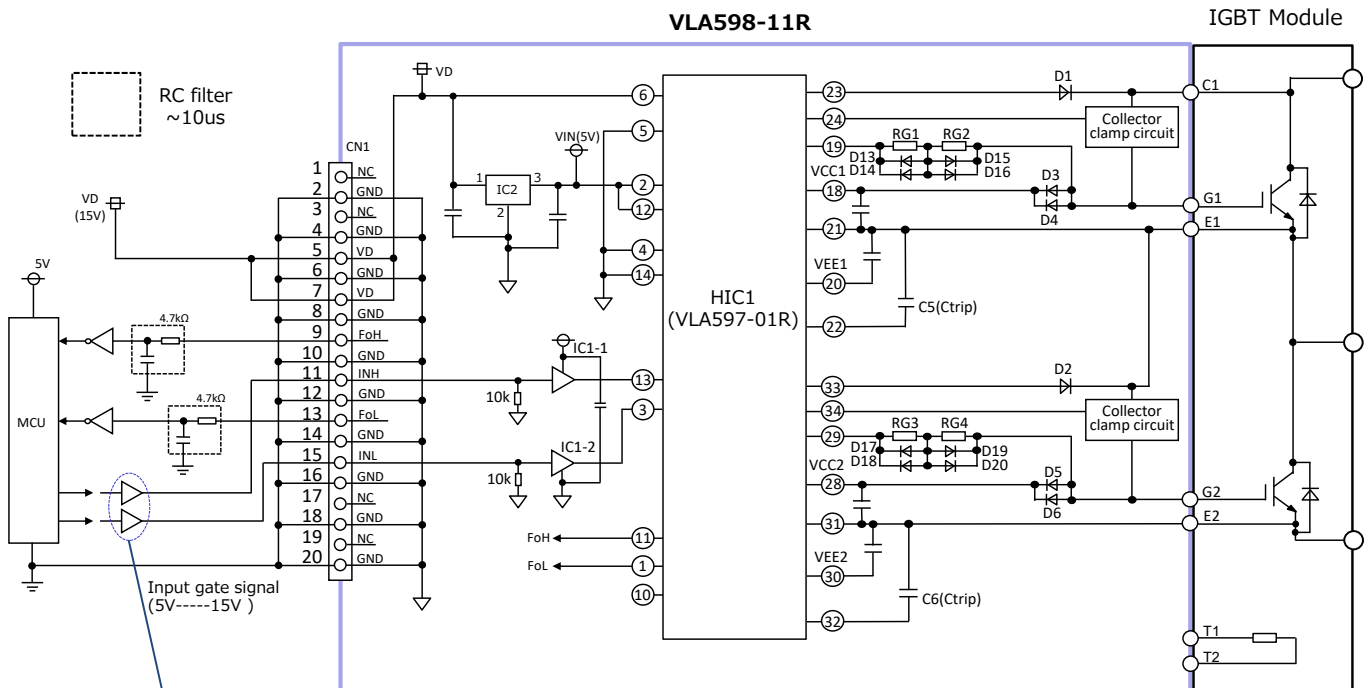 VLA598-11R
IGBT Module
RC filter
~10us
VD
(15V)
5V
MCU
4.7kΩ
4.7kΩ
Input gate signal
(5V-----15V )
CN1
1 NC
2 GND
3 NC
4 GND
5 VD
6 GND
7 VD
8 GND
9 FoH
10 GND
11 INH
12 GND
13 FoL
14 GND
15 INL
16 GND
17 NC
18 GND
19 NC
20 GND
VD
1 IC2 3
2
VIN(5V)
10k
IC1-1
10k
IC1-2
FoH
FoL
6
5
2
12
4
14
13
3
11
1
10
HIC1
(VLA597-01R)
23
24
19
VCC1
18
21
VEE1
20
22
33
34
29
VCC2
28
31
VEE2
30
32
D1
Collector
clamp circuit
RG1 RG2
D13 D15
D14 D16
D3
D4
C5(Ctrip)
D2
Collector
clamp circuit
RG3 RG4
D17 D19
D18 D20
D5
D6
C6(Ctrip)
C1
G1
E1
G2
E2
T1
T2